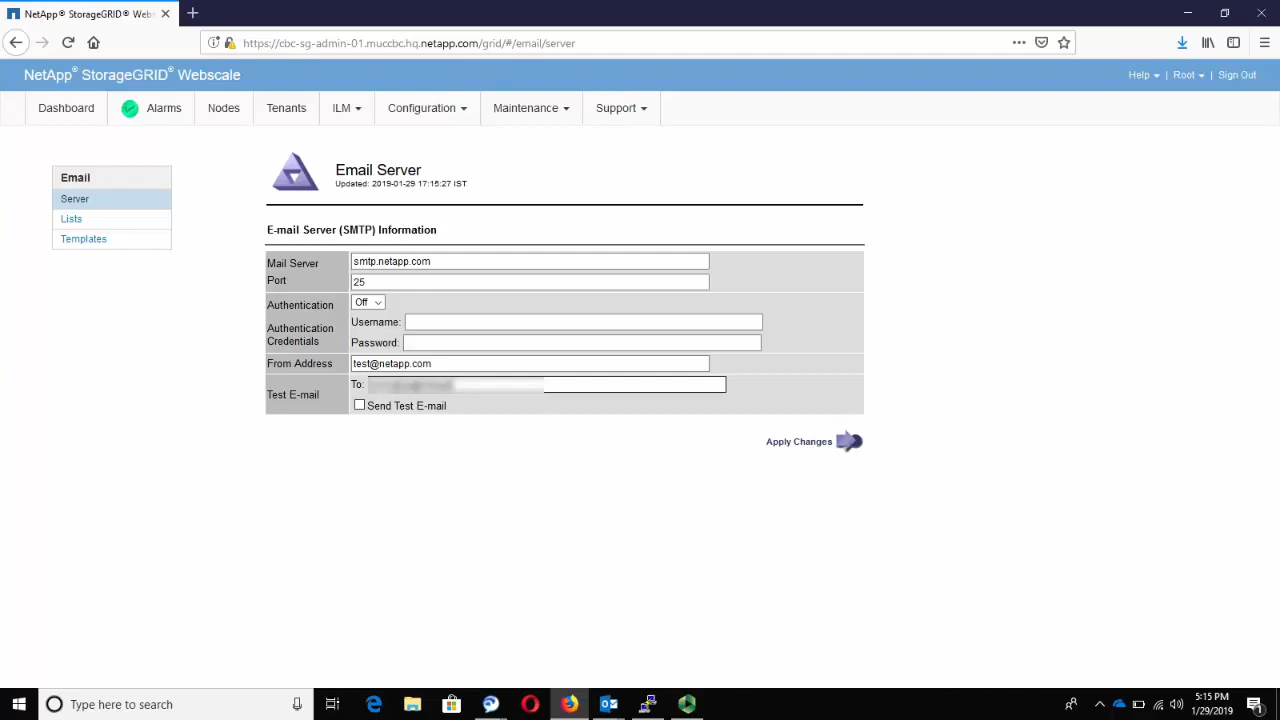 NetApp® StorageGRID® Webs
https://cbc-sg-admin-01.muccbc.hq.netapp.com/grid/#/email/server
NetApp® StorageGRID® Webscale
Help | Root | Sign Out
Dashboard Alarms Nodes Tenants ILM Configuration Maintenance Support
Email
Server
Lists
Templates
Email Server
Updated: 2019-01-29 17:15:27 IST
E-mail Server (SMTP) Information
Mail Server smtp.netapp.com
Port 25
Authentication Off
Authentication Credentials Username:
Password:
From Address test@netapp.com
Test E-mail To:
Send Test E-mail
Apply Changes
Type here to search
5:15 PM
1/29/2019
1